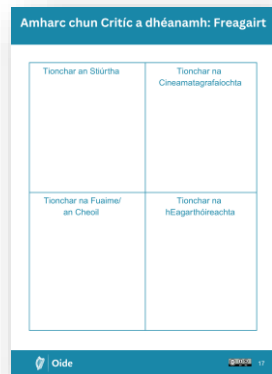 Amharc chun Critíc a dhéanamh: Freagairt
Tionchar an Stiúrtha
Tionchar na
Cineamatagrafaíochta
Tionchar na Fuaime/
an Cheoil
Tionchar na
hEagarthóireachta
Oide
17